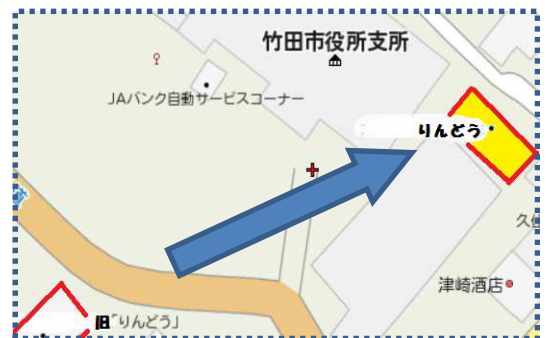 竹田市役所支所
JAバンク自動サービスコーナー
りんどう
津崎酒店
旧「りんどう」